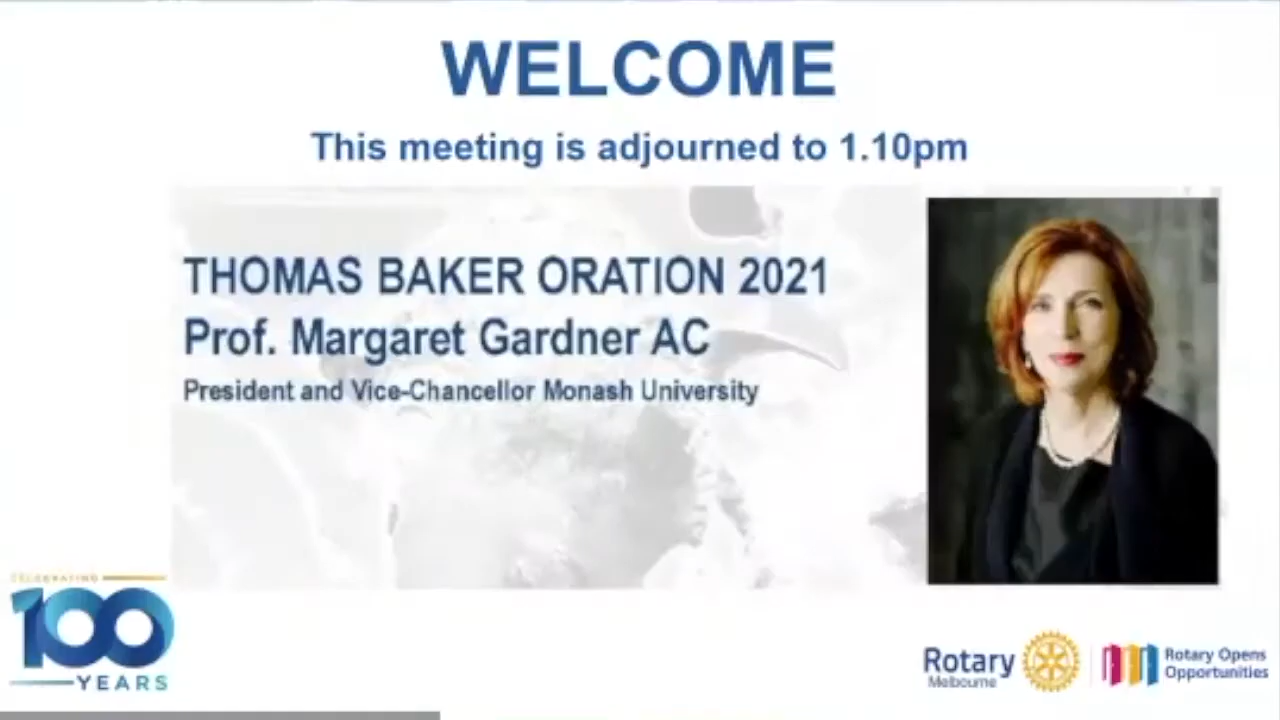 WELCOME
This meeting is adjourned to 1.10pm
THOMAS BAKER ORATION 2021
Prof. Margaret Gardner AC
President and Vice-Chancellor Monash University
CELEBRATING
100
YEARS
Rotary
Melbourne
Rotary Opens
Opportunities